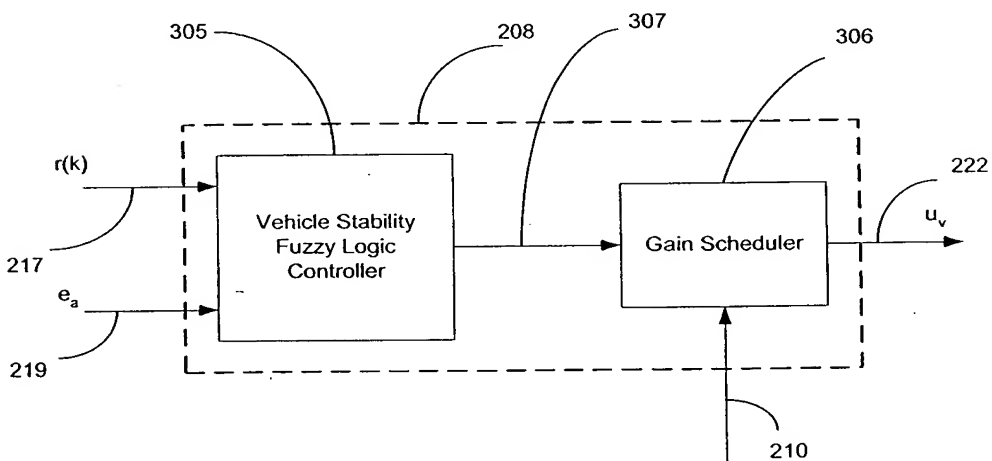 305
208
307
306
r(k)
222
u_v
Vehicle Stability
Fuzzy Logic
Controller
Gain Scheduler
217
e_a
219
210